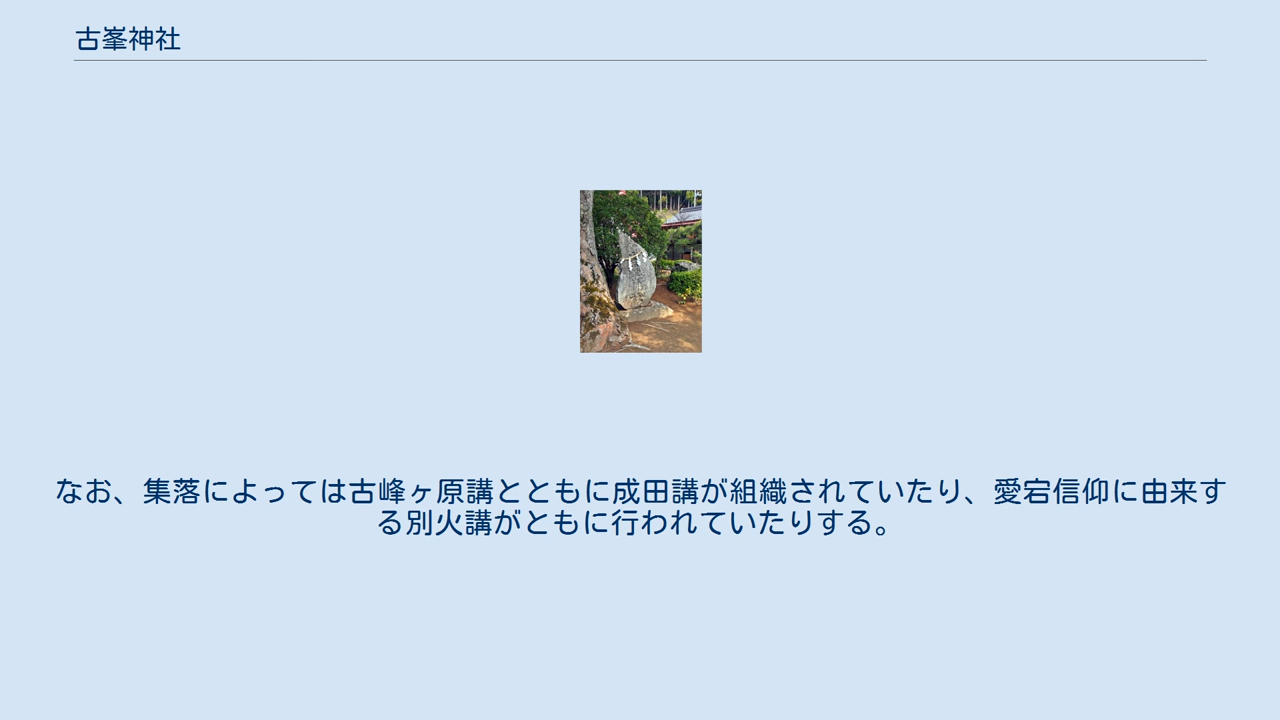 古峯神社
なお、集落によっては古峰ヶ原講とともに成田講が組織されていたり、愛宕信仰に由来す
る別火講がともに行われていたりする。